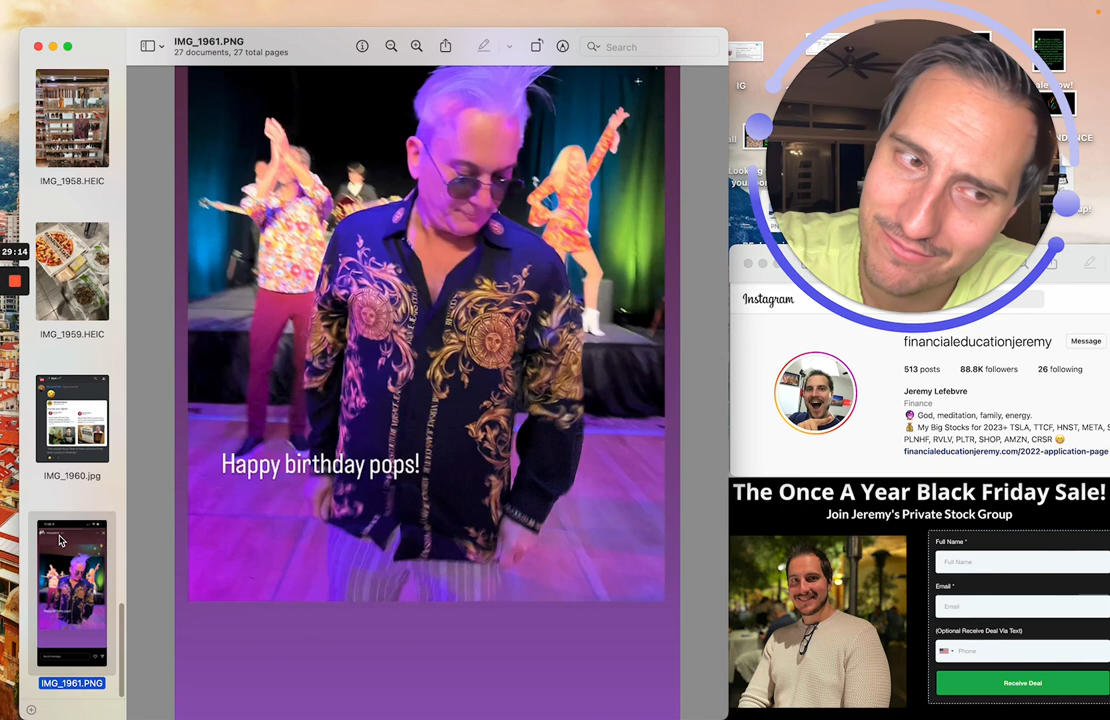 IMG_1961.PNG
27 documents, 27 total pages
Search
IMG_1958.HEIC
29:14
IMG_1959.HEIC
IMG_1960.jpg
IMG_1961.PNG
Happy birthday pops!
IG
Instagram
financialeducationjeremy
Message
513 posts 88.8K followers 26 following
Jeremy Lefebvre
Finance
God, meditation, family, energy.
My Big Stocks for 2023+ TSLA, TTCF, HNST, META, S
PLNHF, RVLV, PLTR, SHOP, AMZN, CRSR
financialeducationjeremy.com/2022-application-page
The Once A Year Black Friday Sale!
Join Jeremy's Private Stock Group
Full Name *
Full Name
Email *
Email
(Optional Receive Deal Via Text)
Phone
Receive Deal